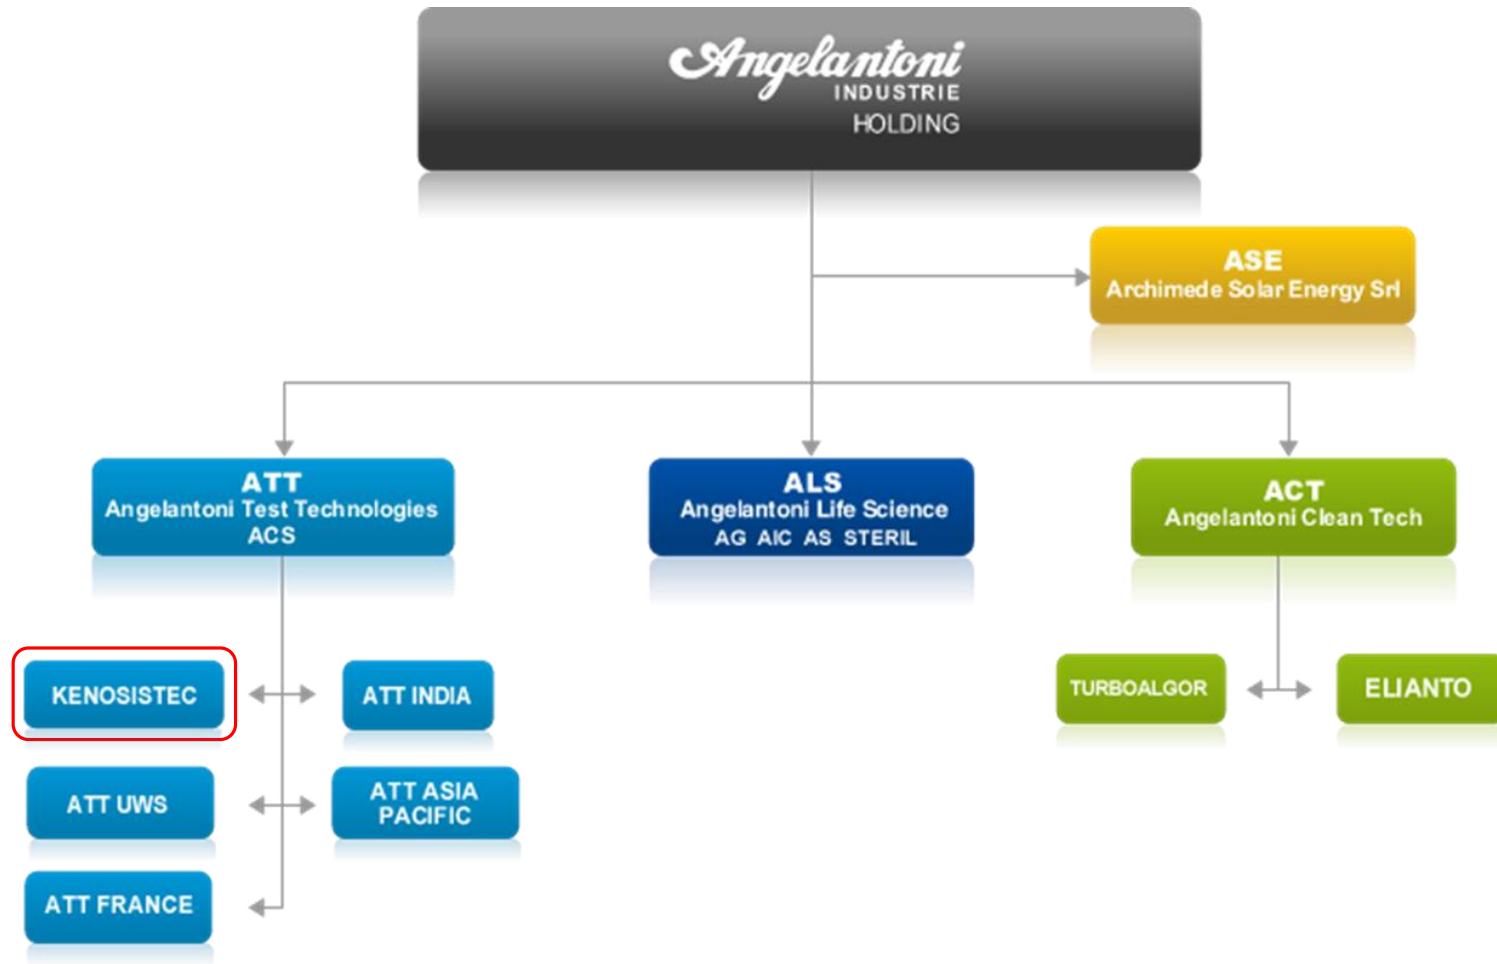 Angelantoni
INDUSTRIE
HOLDING
ASE
Archimede Solar Energy Srl
ATT
Angelantoni Test Technologies
ACS
ALS
Angelantoni Life Science
AG AIC AS STERIL
ACT
Angelantoni Clean Tech
KENOSISTEC
ATT INDIA
TURBOALGOR
ELIANTO
ATT UWS
ATT ASIA
PACIFIC
ATT FRANCE